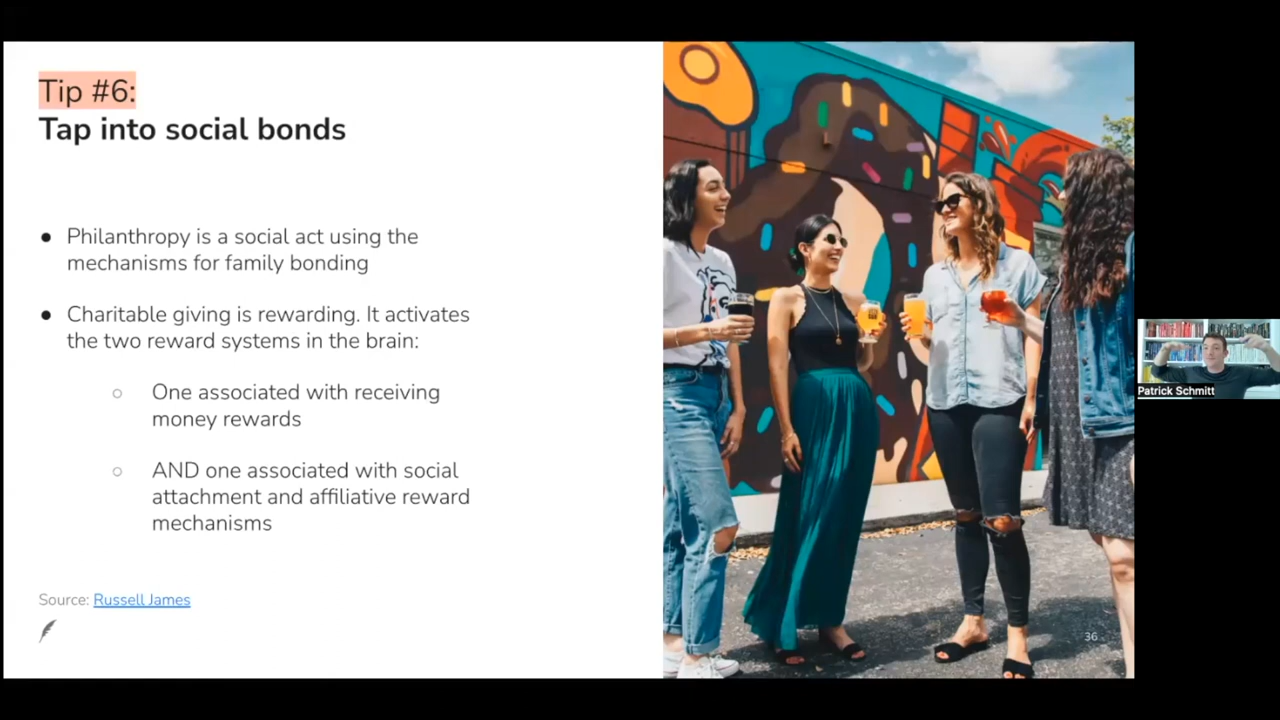 Tip #6:
Tap into social bonds
● Philanthropy is a social act using the
mechanisms for family bonding
● Charitable giving is rewarding. It activates
the two reward systems in the brain:
○ One associated with receiving
money rewards
○ AND one associated with social
attachment and affiliative reward
mechanisms
Source: Russell James
36
Patrick Schmitt